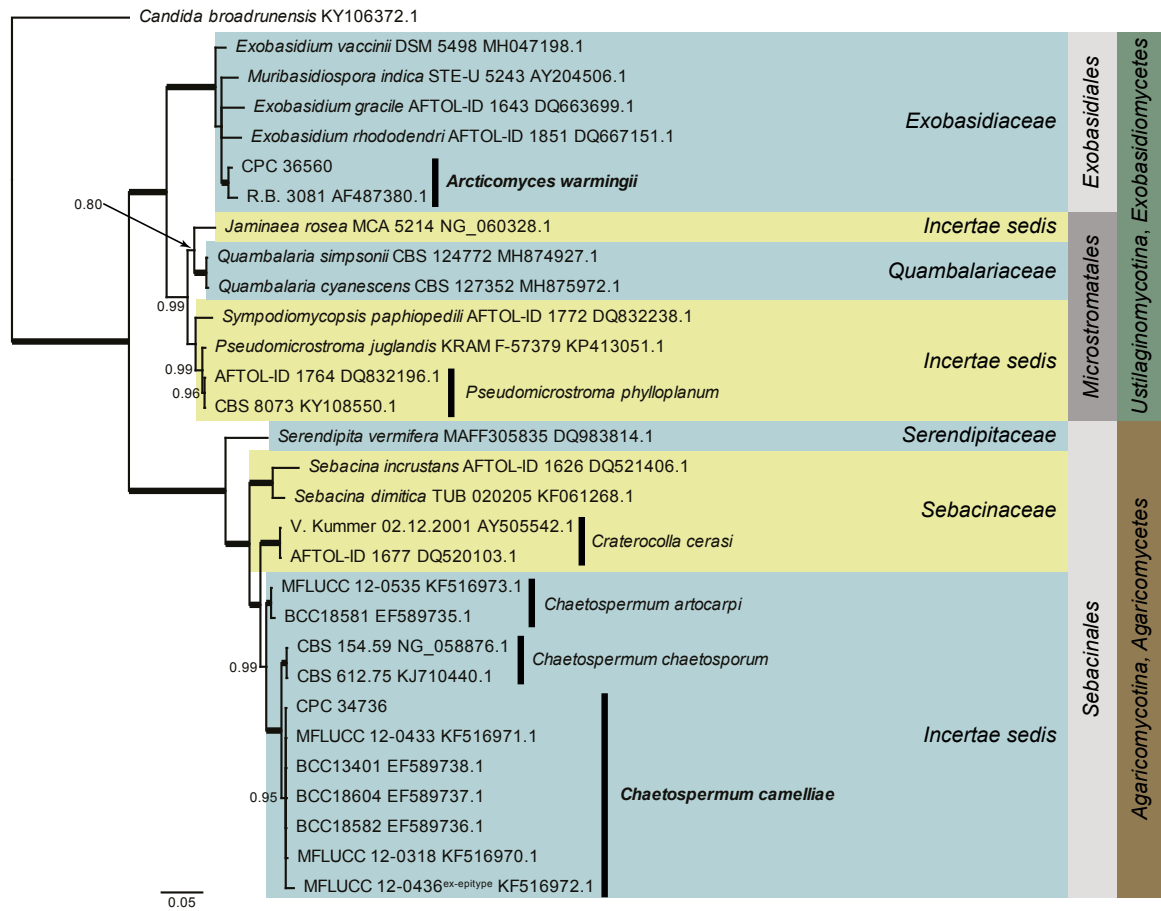 Candida broadrunensis KY106372.1
Exobasidium vaccinii DSM 5498 MH047198.1
Muribasidiospora indica STE-U 5243 AY204506.1
Exobasidium gracile AFTOL-ID 1643 DQ663699.1
Exobasidium rhododendri AFTOL-ID 1851 DQ667151.1
CPC 36560
R.B. 3081 AF487380.1
Arcticomyces warmingii
Exobasidiaceae
Exobasidiales
0.80
Jaminaea rosea MCA 5214 NG_060328.1
Incertae sedis
Quambalaria simpsonii CBS 124772 MH874927.1
Quambalaria cyanescens CBS 127352 MH875972.1
Quambalariaceae
0.99
Sympodiomycopsis paphiopedili AFTOL-ID 1772 DQ832238.1
Pseudomicrostroma juglandis KRAM F-57379 KP413051.1
0.99
AFTOL-ID 1764 DQ832196.1
0.96
CBS 8073 KY108550.1
Pseudomicrostroma phylloplanum
Incertae sedis
Microstromatales
Ustilaginomycotina, Exobasidiomycetes
Serendipita vermifera MAFF305835 DQ983814.1
Serendipitaceae
Sebacina incrustans AFTOL-ID 1626 DQ521406.1
Sebacina dimitica TUB 020205 KF061268.1
V. Kummer 02.12.2001 AY505542.1
AFTOL-ID 1677 DQ520103.1
Craterocolla cerasi
Sebacinaceae
MFLUCC 12-0535 KF516973.1
BCC18581 EF589735.1
Chaetospermum artocarpi
0.99
CBS 154.59 NG_058876.1
CBS 612.75 KJ710440.1
Chaetospermum chaetosporum
CPC 34736
MFLUCC 12-0433 KF516971.1
BCC13401 EF589738.1
0.95
BCC18604 EF589737.1
BCC18582 EF589736.1
MFLUCC 12-0318 KF516970.1
MFLUCC 12-0436ex-epitype KF516972.1
Chaetospermum camelliae
Incertae sedis
Sebacinales
Agaricomycotina, Agaricomycetes
0.05